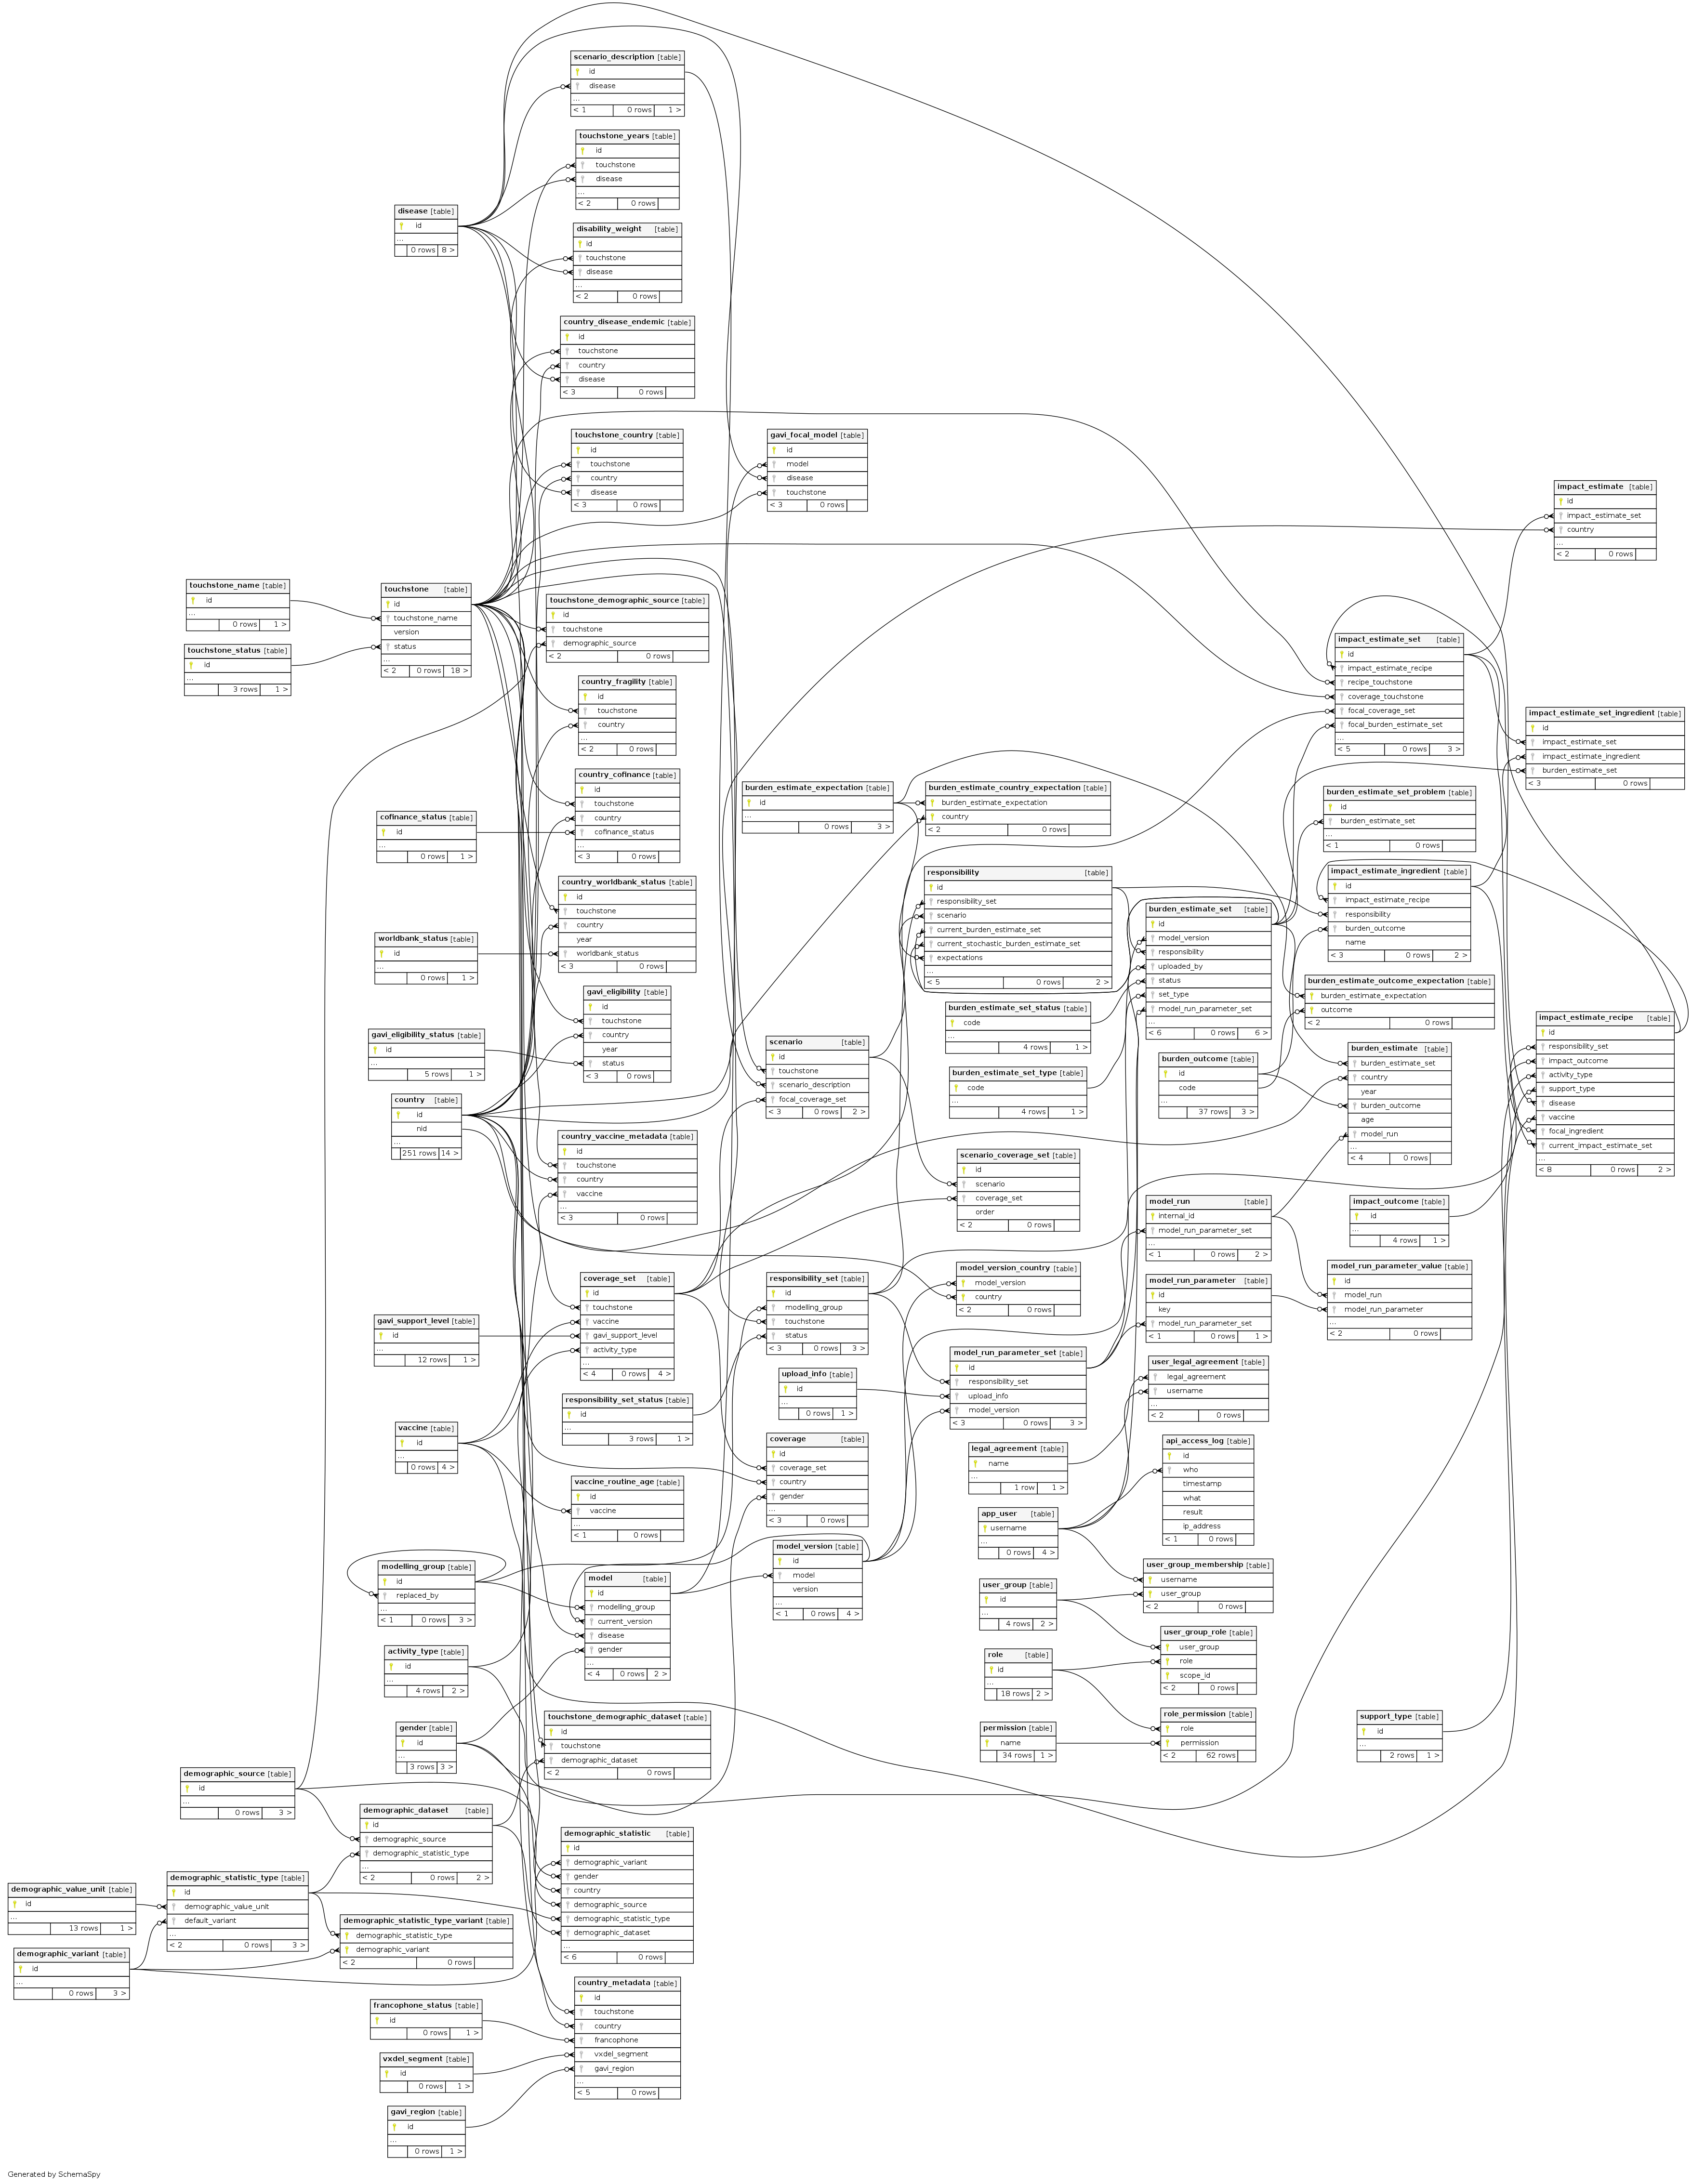 scenario_description [table]
id
disease
...
< 1 0 rows 1 >
touchstone_years [table]
id
touchstone
disease
...
< 2 0 rows
disease [table]
id
...
0 rows 8 >
disability_weight [table]
id
touchstone
disease
...
< 2 0 rows
country_disease_endemic [table]
id
touchstone
country
disease
< 3 0 rows
touchstone_country [table]
id
touchstone
country
disease
< 3 0 rows
gavi_focal_model [table]
id
model
disease
touchstone
< 3 0 rows
impact_estimate [table]
id
impact_estimate_set
country
...
< 2 0 rows
touchstone_name [table]
id
...
0 rows 1 >
touchstone [table]
id
touchstone_name
version
status
...
< 2 0 rows 18 >
touchstone_status [table]
id
...
3 rows 1 >
touchstone_demographic_source [table]
id
touchstone
demographic_source
< 2 0 rows
impact_estimate_set [table]
id
impact_estimate_recipe
recipe_touchstone
coverage_touchstone
focal_coverage_set
focal_burden_estimate_set
...
< 5 0 rows 3 >
country_fragility [table]
id
touchstone
country
...
< 2 0 rows
impact_estimate_set_ingredient [table]
id
impact_estimate_set
impact_estimate_ingredient
burden_estimate_set
< 3 0 rows
country_cofinance [table]
id
touchstone
country
cofinance_status
...
< 3 0 rows
cofinance_status [table]
id
...
0 rows 1 >
burden_estimate_expectation [table]
id
...
0 rows 3 >
burden_estimate_country_expectation [table]
burden_estimate_expectation
country
< 2 0 rows
burden_estimate_set_problem [table]
id
burden_estimate_set
...
< 1 0 rows
country_worldbank_status [table]
id
touchstone
country
year
worldbank_status
< 3 0 rows
worldbank_status [table]
id
...
0 rows 1 >
responsibility [table]
id
responsibility_set
scenario
current_burden_estimate_set
current_stochastic_burden_estimate_set
expectations
...
< 5 0 rows 2 >
burden_estimate_set [table]
id
model_version
responsibility
uploaded_by
status
set_type
model_run_parameter_set
...
< 6 0 rows 6 >
impact_estimate_ingredient [table]
id
impact_estimate_recipe
responsibility
burden_outcome
name
< 3 0 rows 2 >
gavi_eligibility [table]
id
touchstone
country
year
status
< 3 0 rows
gavi_eligibility_status [table]
id
...
5 rows 1 >
burden_estimate_set_status [table]
code
...
4 rows 1 >
burden_estimate_outcome_expectation [table]
burden_estimate_expectation
outcome
< 2 0 rows
impact_estimate_recipe [table]
id
responsibility_set
impact_outcome
activity_type
support_type
disease
vaccine
focal_ingredient
current_impact_estimate_set
...
< 8 0 rows 2 >
scenario [table]
id
touchstone
scenario_description
focal_coverage_set
< 3 0 rows 2 >
burden_estimate_set_type [table]
code
...
4 rows 1 >
burden_outcome [table]
id
code
...
37 rows 3 >
burden_estimate [table]
burden_estimate_set
country
year
burden_outcome
age
model_run
...
< 4 0 rows
country [table]
id
nid
...
251 rows 14 >
country_vaccine_metadata [table]
id
touchstone
country
vaccine
...
< 3 0 rows
scenario_coverage_set [table]
id
scenario
coverage_set
order
< 2 0 rows
model_run [table]
internal_id
model_run_parameter_set
...
< 1 0 rows 2 >
impact_outcome [table]
id
...
4 rows 1 >
coverage_set [table]
id
touchstone
vaccine
gavi_support_level
activity_type
...
< 4 0 rows 4 >
responsibility_set [table]
id
modelling_group
touchstone
status
< 3 0 rows 3 >
model_version_country [table]
model_version
country
< 2 0 rows
model_run_parameter [table]
id
key
model_run_parameter_set
< 1 0 rows 1 >
model_run_parameter_value [table]
id
model_run
model_run_parameter
...
< 2 0 rows
gavi_support_level [table]
id
...
12 rows 1 >
upload_info [table]
id
...
0 rows 1 >
model_run_parameter_set [table]
id
responsibility_set
upload_info
model_version
< 3 0 rows 3 >
user_legal_agreement [table]
legal_agreement
username
...
< 2 0 rows
responsibility_set_status [table]
id
...
3 rows 1 >
vaccine [table]
id
...
0 rows 4 >
coverage [table]
id
coverage_set
country
gender
...
< 3 0 rows
legal_agreement [table]
name
...
1 row 1 >
api_access_log [table]
id
who
timestamp
what
result
ip_address
< 1 0 rows
vaccine_routine_age [table]
id
vaccine
...
< 1 0 rows
app_user [table]
username
...
0 rows 4 >
modelling_group [table]
id
replaced_by
...
< 1 0 rows 3 >
model [table]
id
modelling_group
current_version
disease
gender
...
< 4 0 rows 2 >
model_version [table]
id
model
version
...
< 1 0 rows 4 >
user_group [table]
id
...
4 rows 2 >
user_group_membership [table]
username
user_group
< 2 0 rows
activity_type [table]
id
...
4 rows 2 >
role [table]
id
...
18 rows 2 >
user_group_role [table]
user_group
role
scope_id
< 2 0 rows
gender [table]
id
...
3 rows 3 >
touchstone_demographic_dataset [table]
id
touchstone
demographic_dataset
< 2 0 rows
permission [table]
name
34 rows 1 >
role_permission [table]
role
permission
< 2 62 rows
support_type [table]
id
...
2 rows 1 >
demographic_source [table]
id
...
0 rows 3 >
demographic_dataset [table]
id
demographic_source
demographic_statistic_type
...
< 2 0 rows 2 >
demographic_statistic [table]
id
demographic_variant
gender
country
demographic_source
demographic_statistic_type
demographic_dataset
...
< 6 0 rows
demographic_value_unit [table]
id
...
13 rows 1 >
demographic_statistic_type [table]
id
demographic_value_unit
default_variant
...
< 2 0 rows 3 >
demographic_statistic_type_variant [table]
demographic_statistic_type
demographic_variant
< 2 0 rows
demographic_variant [table]
id
...
0 rows 3 >
country_metadata [table]
id
touchstone
country
francophone
vxdel_segment
gavi_region
...
< 5 0 rows
francophone_status [table]
id
0 rows 1 >
vxdel_segment [table]
id
0 rows 1 >
gavi_region [table]
id
...
0 rows 1 >
Generated by SchemaSpy